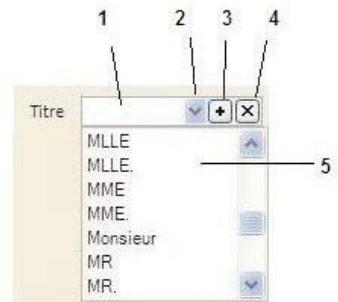 1 2 3 4
Titre
MLLE
MLLE.
5
MME
MME.
Monsieur
MR
MR.